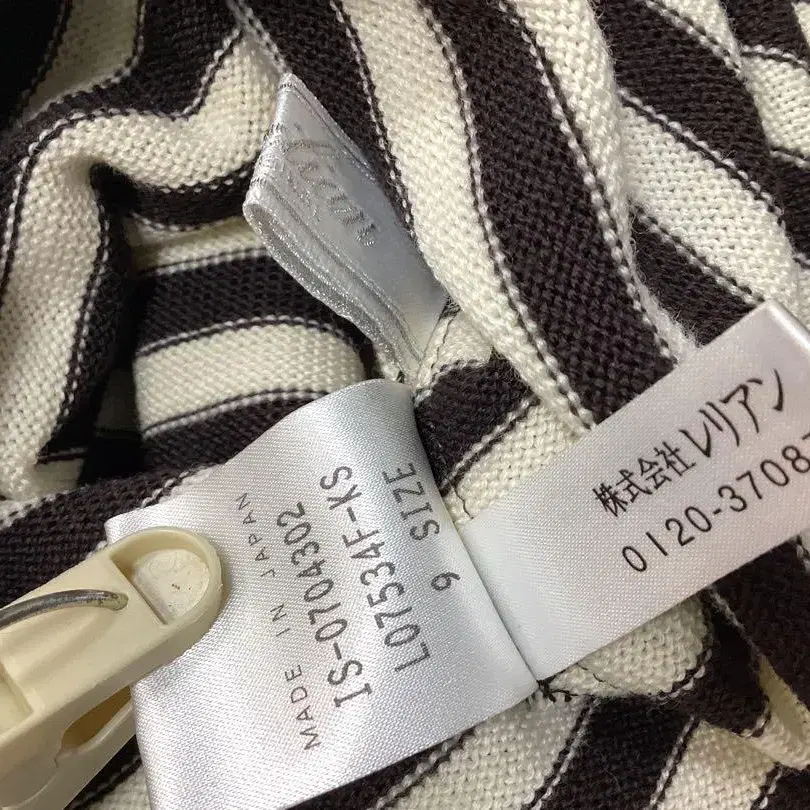 9 SIZE
L07534F-KS
IS-0704302
MADE IN JAPAN
株式会社 レリアン
0120-3708